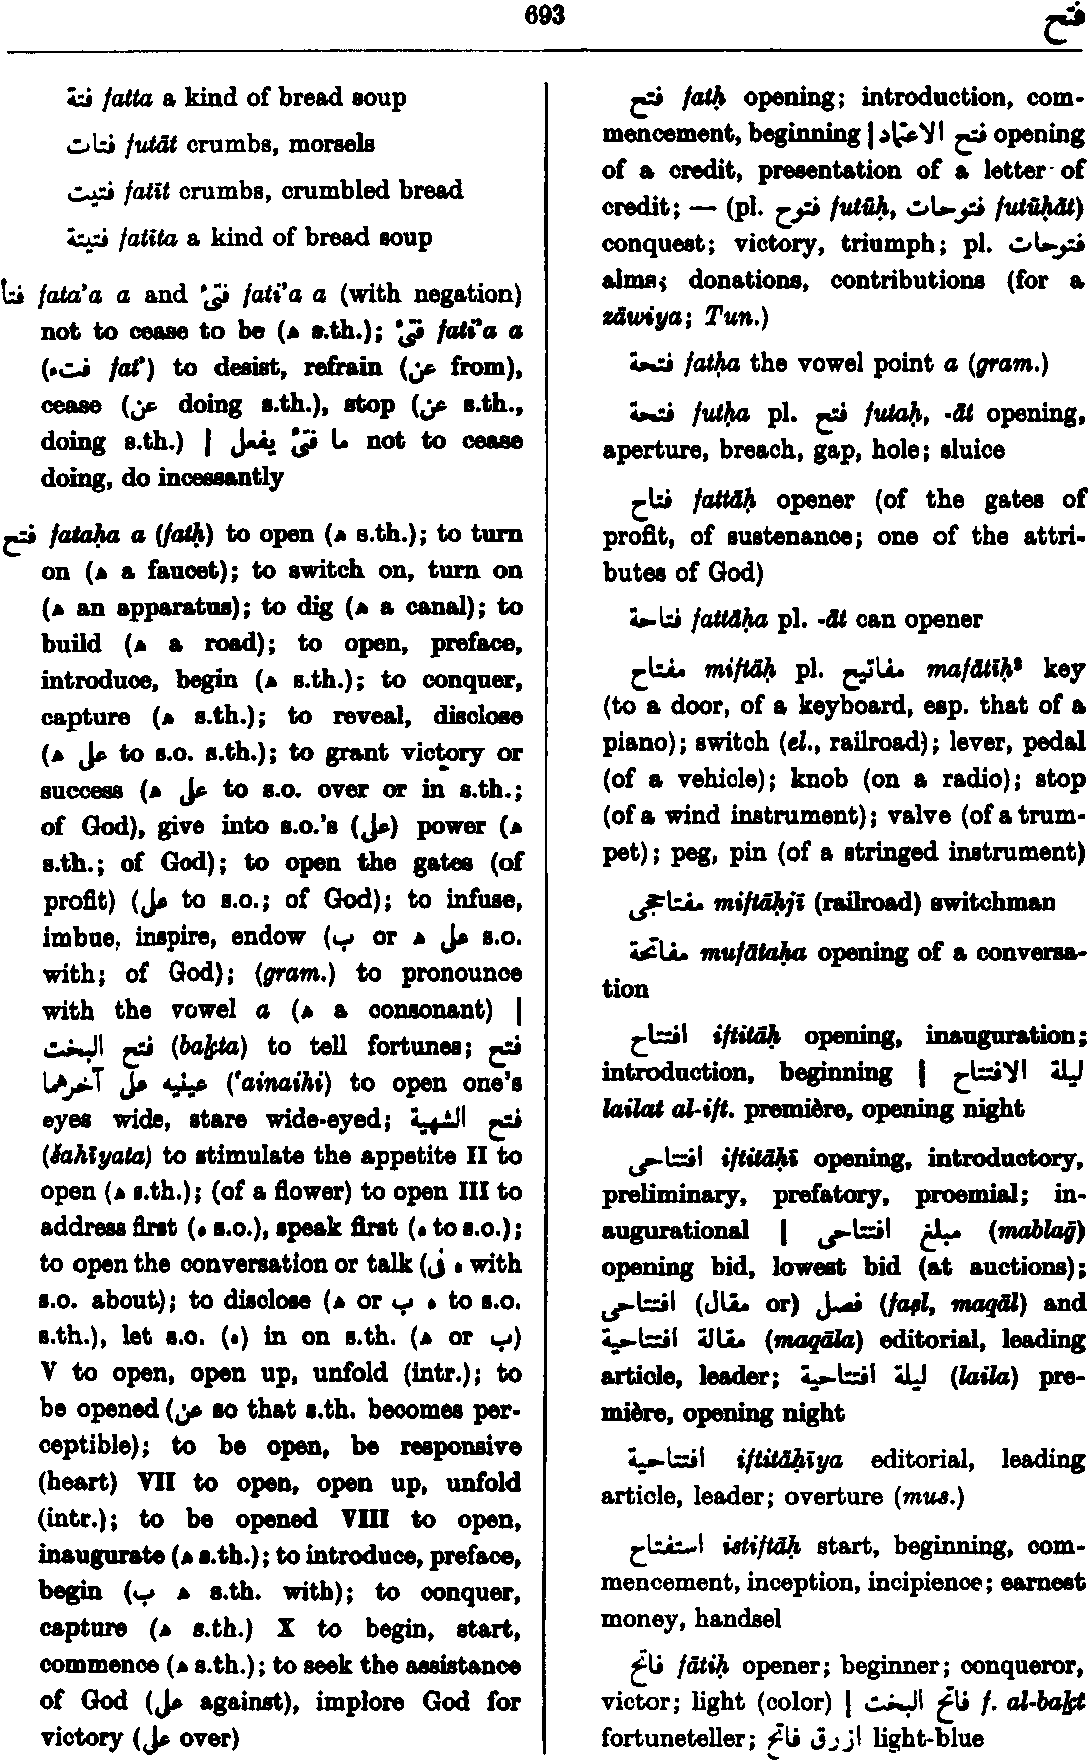 693
فتح
فتة fatta a kind of bread soup
فتات futāt crumbs, morsels
فتيت fatīt crumbs, crumbled bread
فتيتة fatīta a kind of bread soup
فتأ fata’a a and فتئ fati’a a (with negation)
not to cease to be (ه s.th.); فتئ fati’a a
(فتء fat’) to desist, refrain (عن from),
cease (عن doing s.th.), stop (عن s.th.,
doing s.th.) | ما فتئ يفعل not to cease
doing, do incessantly
فتح fataḥa a (fatḥ) to open (ه s.th.); to turn
on (ه a faucet); to switch on, turn on
(ه an apparatus); to dig (ه a canal); to
build (ه a road); to open, preface,
introduce, begin (ه s.th.); to conquer,
capture (ه s.th.); to reveal, disclose
(ه على to s.o. s.th.); to grant victory or
success (ه على to s.o. over or in s.th.;
of God), give into s.o.’s (على) power (ه
s.th.; of God); to open the gates (of
profit) (على to s.o.; of God); to infuse,
imbue, inspire, endow (ب or ه على s.o.
with; of God); (gram.) to pronounce
with the vowel a (ه a consonant) |
فتح البخت (baḵta) to tell fortunes; فتح
عينيه على آخرهما (‘ainaihi) to open one’s
eyes wide, stare wide-eyed; فتح الشهية
(šahīyata) to stimulate the appetite II to
open (ه s.th.); (of a flower) to open III to
address first (ه s.o.), speak first (ه to s.o.);
to open the conversation or talk (ه في with
s.o. about); to disclose (ه or ب ه to s.o.
s.th.), let s.o. (ه) in on s.th. (ه or ب)
V to open, open up, unfold (intr.); to
be opened (عن so that s.th. becomes per-
ceptible); to be open, be responsive
(heart) VII to open, open up, unfold
(intr.); to be opened VIII to open,
inaugurate (ه s.th.); to introduce, preface,
begin (ه ب s.th. with); to conquer,
capture (ه s.th.) X to begin, start,
commence (ه s.th.); to seek the assistance
of God (على against), implore God for
victory (على over)
فتح fatḥ opening; introduction, com-
mencement, beginning | فتح الاعتماد opening
of a credit, presentation of a letter of
credit; — (pl. فتوح futūḥ, فتوحات futūḥāt)
conquest; victory, triumph; pl. فتوحات
alms; donations, contributions (for a
zāwiya; Tun.)
فتحة fatḥa the vowel point a (gram.)
فتحة futḥa pl. فتح futaḥ, -āt opening,
aperture, breach, gap, hole; sluice
فتاح fattāḥ opener (of the gates of
profit, of sustenance; one of the attri-
butes of God)
فتاحة fattāḥa pl. -āt can opener
مفتاح miftāḥ pl. مفاتيح mafātīḥ² key
(to a door, of a keyboard, esp. that of a
piano); switch (el., railroad); lever, pedal
(of a vehicle); knob (on a radio); stop
(of a wind instrument); valve (of a trum-
pet); peg, pin (of a stringed instrument)
مفتاحجي miftāḥjī (railroad) switchman
مفاتحة mufātaḥa opening of a conversa-
tion
افتتاح iftitāḥ opening, inauguration;
introduction, beginning | ليلة الافتتاح
lailat al-ift. première, opening night
افتتاحي iftitāḥī opening, introductory,
preliminary, prefatory, proemial; in-
augurational | مبلغ افتتاحي (mablaḡ)
opening bid, lowest bid (at auctions);
فصل (or مقال) افتتاحي (faṣl, maqāl) and
مقالة افتتاحية (maqāla) editorial, leading
article, leader; ليلة افتتاحية (laila) pre-
mière, opening night
افتتاحية iftitāḥīya editorial, leading
article, leader; overture (mus.)
استفتاح istiftāḥ start, beginning, com-
mencement, inception, incipience; earnest
money, handsel
فاتح fātiḥ opener; beginner; conqueror,
victor; light (color) | فاتح البخت f. al-baḵt
fortuneteller; ازرق فاتح light-blue